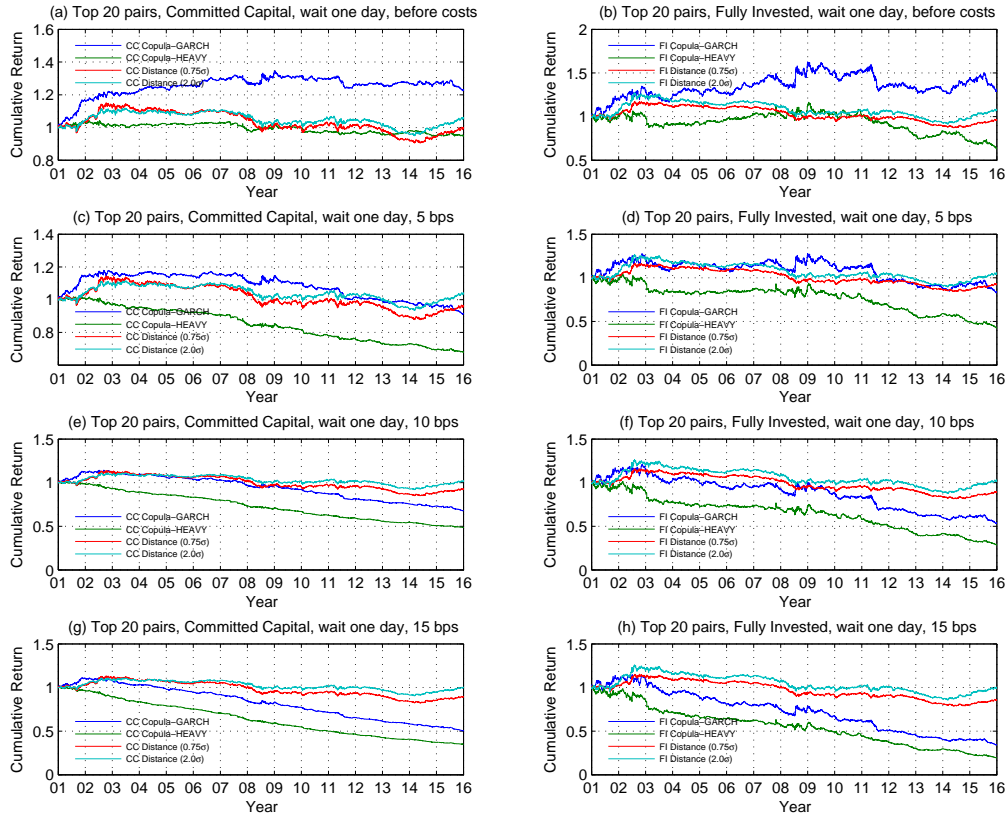 (a) Top 20 pairs, Committed Capital, wait one day, before costs
Cumulative Return
1.6
1.4
1.2
1
0.8
CC Copula−GARCH
CC Copula−HEAVY
CC Distance (0.75σ)
CC Distance (2.0σ)
01 02 03 04 05 06 07 08 09 10 11 12 13 14 15 16
Year
(b) Top 20 pairs, Fully Invested, wait one day, before costs
Cumulative Return
2
1.5
1
0.5
FI Copula−GARCH
FI Copula−HEAVY
FI Distance (0.75σ)
FI Distance (2.0σ)
01 02 03 04 05 06 07 08 09 10 11 12 13 14 15 16
Year
(c) Top 20 pairs, Committed Capital, wait one day, 5 bps
Cumulative Return
1.4
1.2
1
0.8
CC Copula−GARCH
CC Copula−HEAVY
CC Distance (0.75σ)
CC Distance (2.0σ)
01 02 03 04 05 06 07 08 09 10 11 12 13 14 15 16
Year
(d) Top 20 pairs, Fully Invested, wait one day, 5 bps
Cumulative Return
1.5
1
0.5
0
FI Copula−GARCH
FI Copula−HEAVY
FI Distance (0.75σ)
FI Distance (2.0σ)
01 02 03 04 05 06 07 08 09 10 11 12 13 14 15 16
Year
(e) Top 20 pairs, Committed Capital, wait one day, 10 bps
Cumulative Return
1.5
1
0.5
0
CC Copula−GARCH
CC Copula−HEAVY
CC Distance (0.75σ)
CC Distance (2.0σ)
01 02 03 04 05 06 07 08 09 10 11 12 13 14 15 16
Year
(f) Top 20 pairs, Fully Invested, wait one day, 10 bps
Cumulative Return
1.5
1
0.5
0
FI Copula−GARCH
FI Copula−HEAVY
FI Distance (0.75σ)
FI Distance (2.0σ)
01 02 03 04 05 06 07 08 09 10 11 12 13 14 15 16
Year
(g) Top 20 pairs, Committed Capital, wait one day, 15 bps
Cumulative Return
1.5
1
0.5
0
CC Copula−GARCH
CC Copula−HEAVY
CC Distance (0.75σ)
CC Distance (2.0σ)
01 02 03 04 05 06 07 08 09 10 11 12 13 14 15 16
Year
(h) Top 20 pairs, Fully Invested, wait one day, 15 bps
Cumulative Return
1.5
1
0.5
0
FI Copula−GARCH
FI Copula−HEAVY
FI Distance (0.75σ)
FI Distance (2.0σ)
01 02 03 04 05 06 07 08 09 10 11 12 13 14 15 16
Year